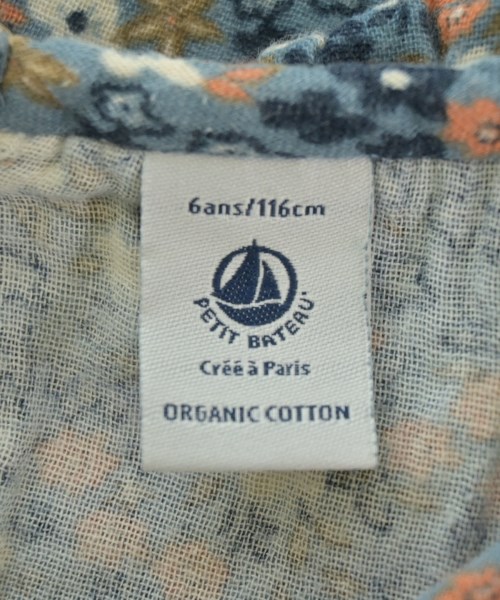 6ans/116cm
PETIT BATEAU
Créé à Paris
ORGANIC COTTON